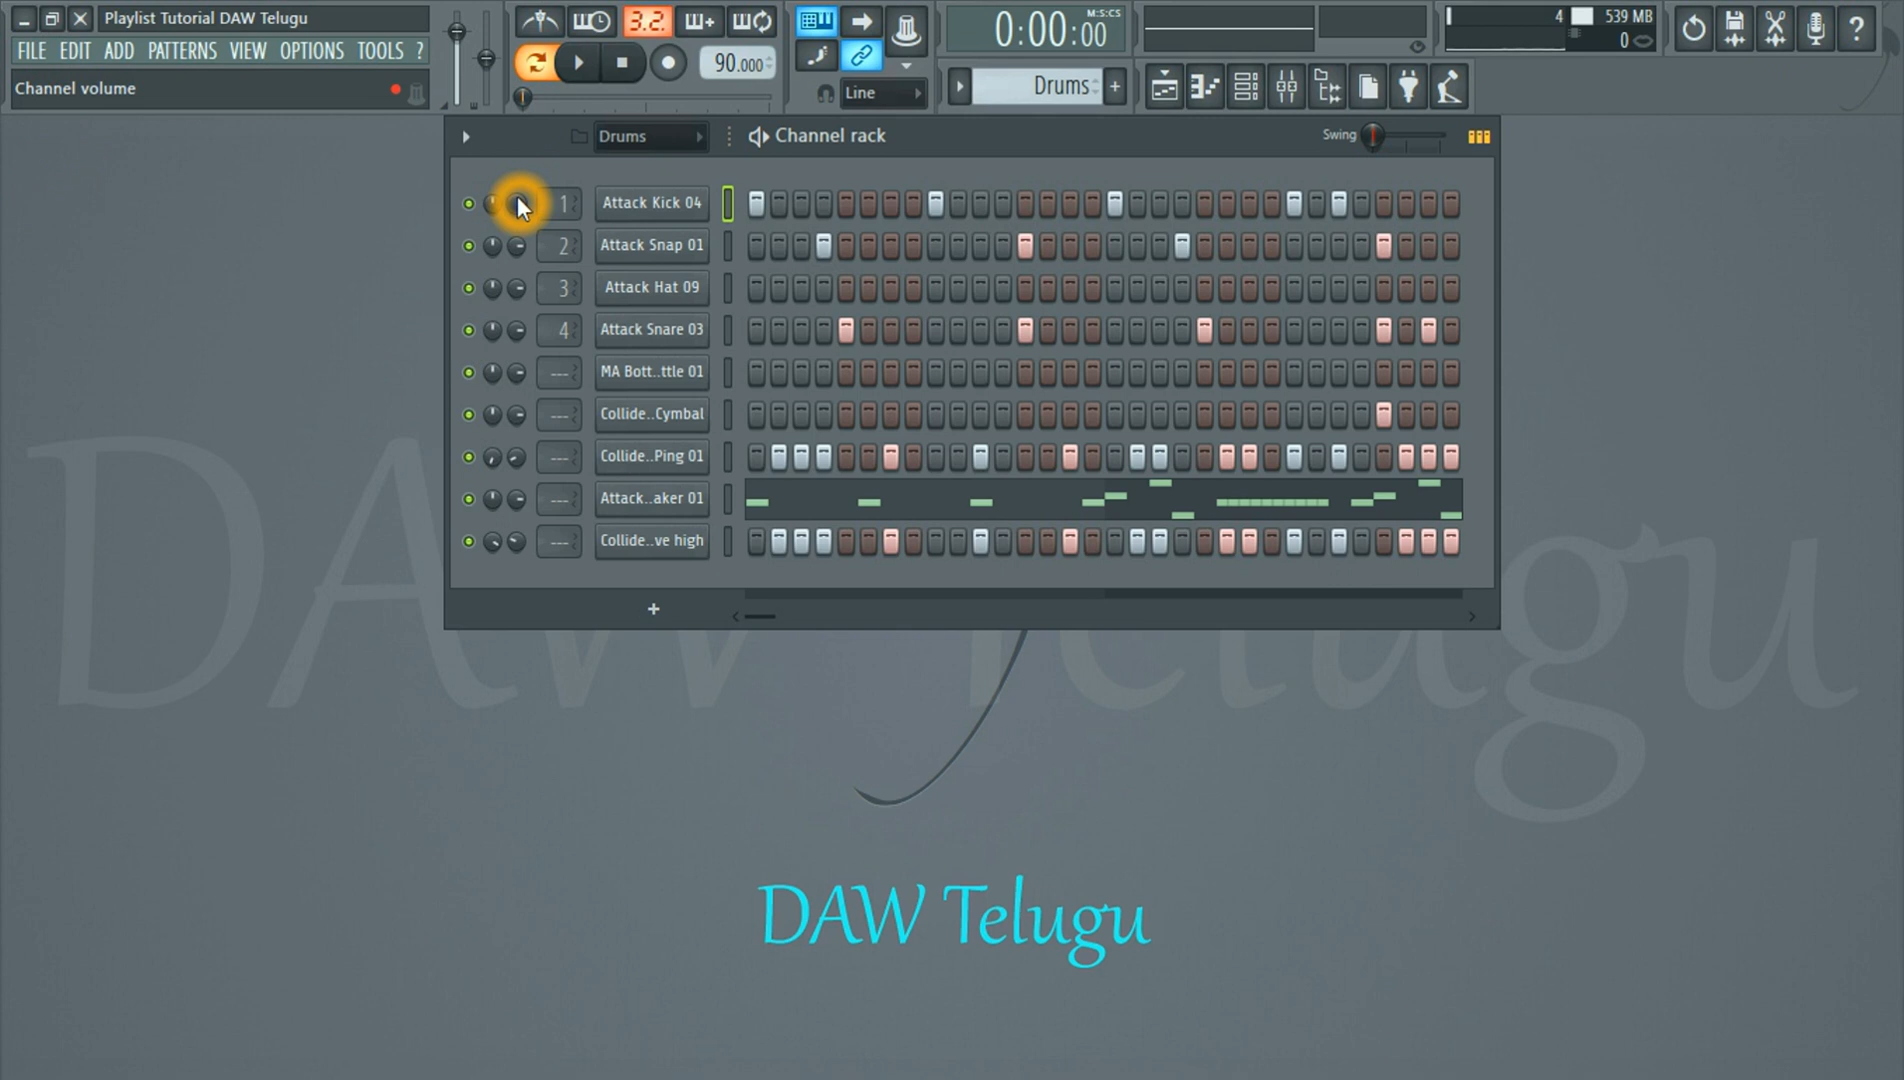 Playlist Tutorial DAW Telugu
FILE EDIT ADD PATTERNS VIEW OPTIONS TOOLS ?
Channel volume
3.2.
90.000
Line
0:00:00
M:S:CS
Drums
4
539 MB
0
?
Drums
Channel rack
Swing
1 Attack Kick 04
2 Attack Snap 01
3 Attack Hat 09
4 Attack Snare 03
--- MA Bott..ttle 01
--- Collide..Cymbal
--- Collide..Ping 01
--- Attack..aker 01
--- Collide..ve high
+
DAW Telugu
DAW Telugu